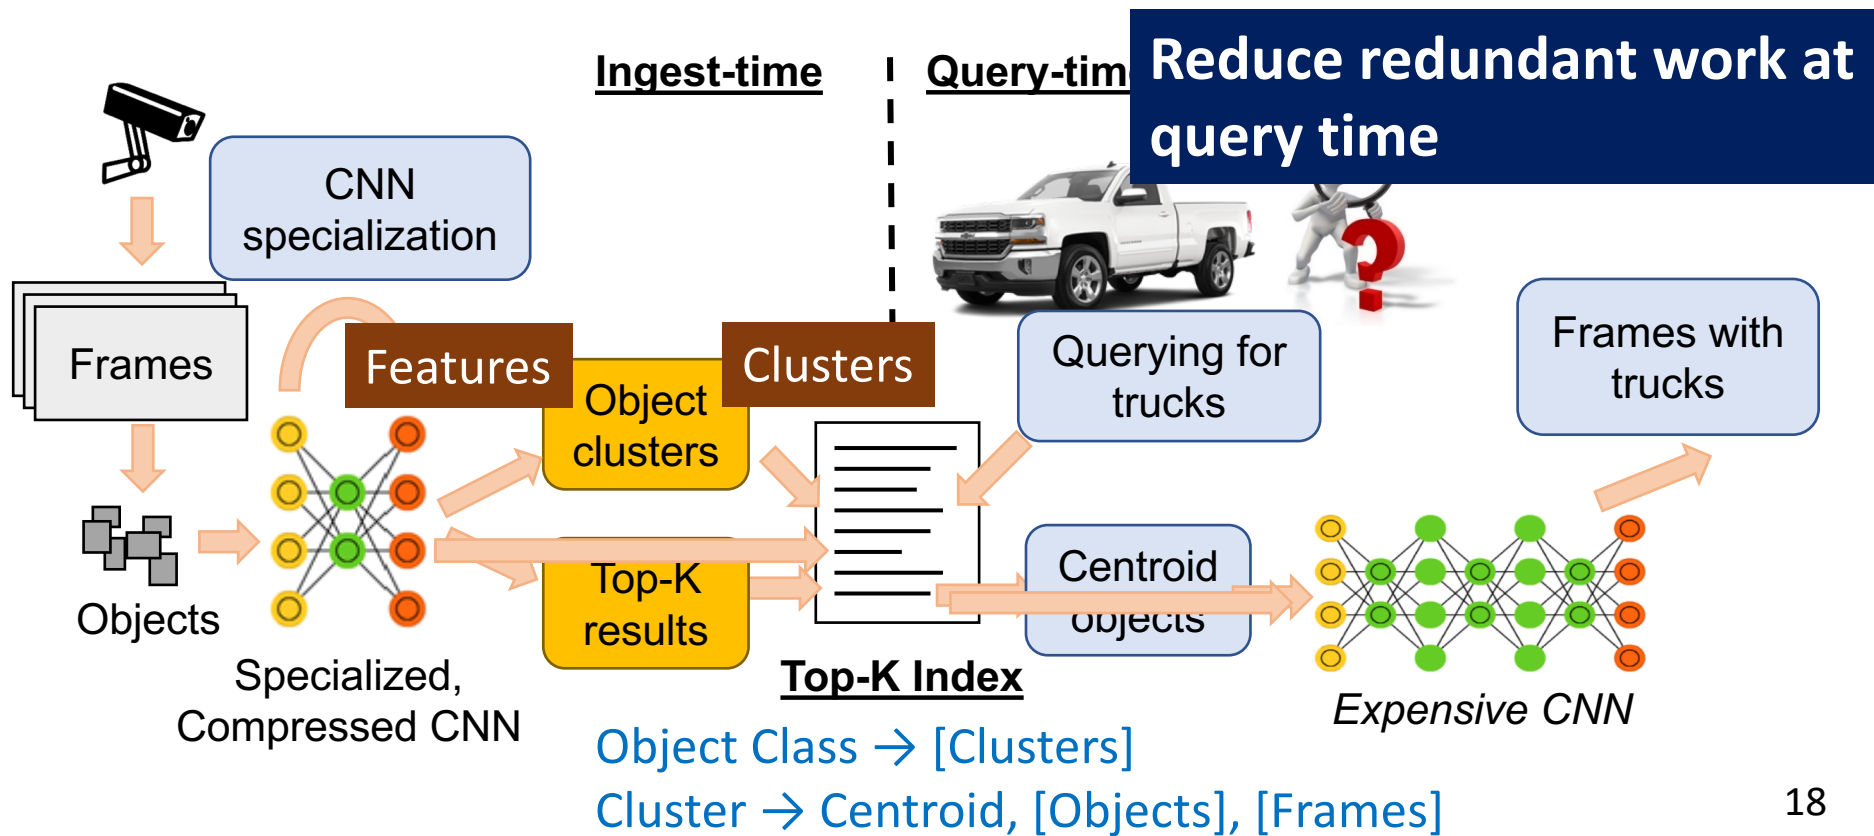 Ingest-time
Query-tim
Reduce redundant work at
query time
CNN
specialization
Frames
Features
Clusters
Object
clusters
Querying for
trucks
Frames with
trucks
Objects
Top-K
results
Centroid
objects
Specialized,
Compressed CNN
Top-K Index
Expensive CNN
Object Class → [Clusters]
Cluster → Centroid, [Objects], [Frames]
18